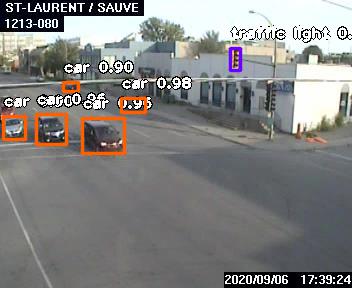 ST-LAURENT / SAUVE
1213-080
traffic light 0.
car 0.90
car 0.98
car
car 0.95
2020/09/06 17:39:24